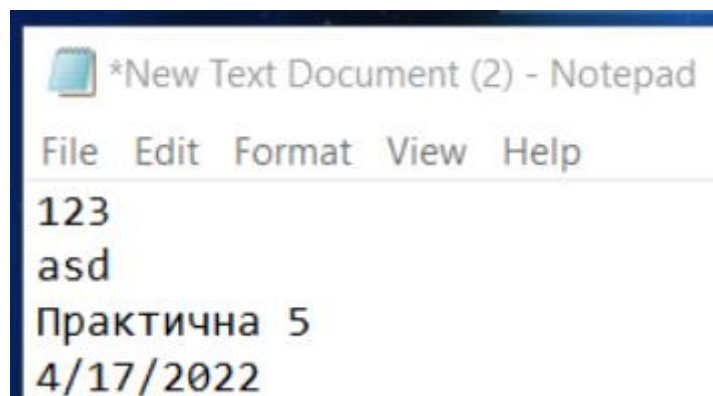 *New Text Document (2) - Notepad
File Edit Format View Help
123
asd
Практична 5
4/17/2022